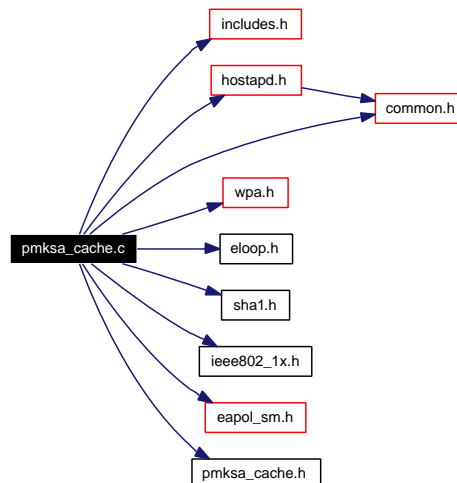 includes.h
hostapd.h
common.h
wpa.h
pmksa_cache.c
eloop.h
sha1.h
ieee802_1x.h
eapol_sm.h
pmksa_cache.h